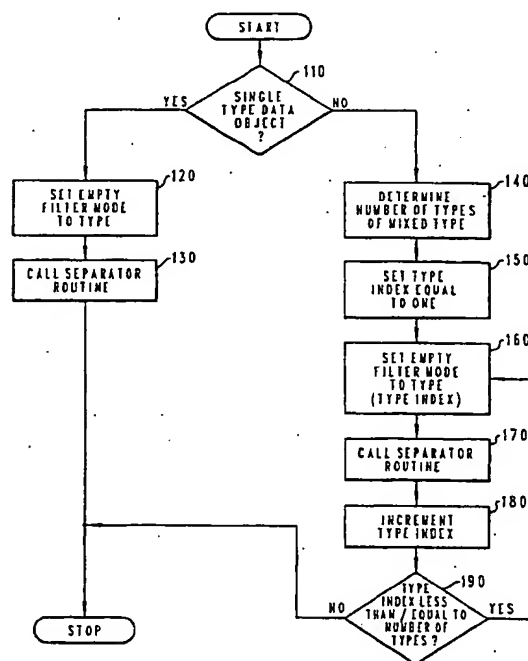 START
110
SINGLE
TYPE DATA
OBJECT
?
YES
NO
120
SET EMPTY
FILTER MODE
TO TYPE
130
CALL SEPARATOR
ROUTINE
140
DETERMINE
NUMBER OF TYPES
OF MIXED TYPE
150
SET TYPE
INDEX EQUAL
TO ONE
160
SET EMPTY
FILTER MODE
TO TYPE
(TYPE INDEX)
170
CALL SEPARATOR
ROUTINE
180
INCREMENT
TYPE INDEX
190
TYPE
INDEX LESS
THAN / EQUAL TO
NUMBER OF
TYPES ?
NO
YES
STOP